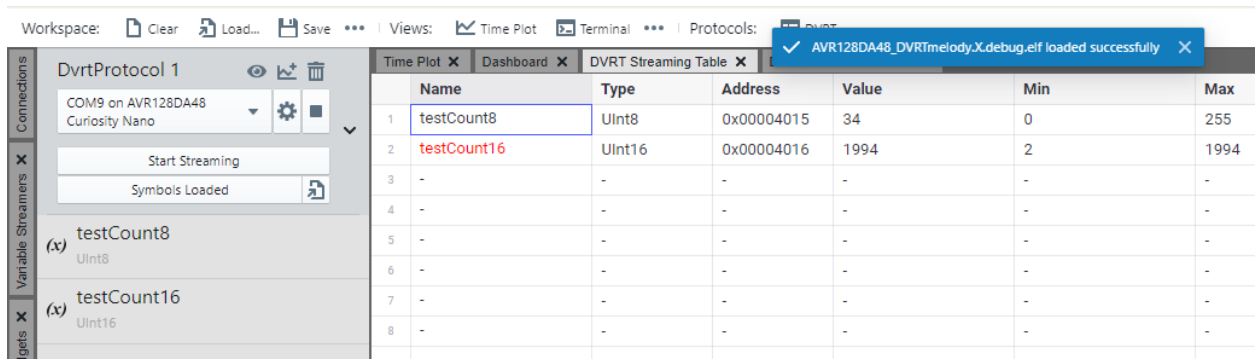 Workspace: Clear Load... Save ••• Views: Time Plot Terminal ••• Protocols: DVRT
AVR128DA48_DVRTmelody.X.debug.elf loaded successfully
Connections
Variable Streamers
DvrtProtocol 1
COM9 on AVR128DA48
Curiosity Nano
Start Streaming
Symbols Loaded
(x) testCount8
UInt8
(x) testCount16
UInt16
Time Plot X Dashboard X DVRT Streaming Table X
Name Type Address Value Min Max
1 testCount8 UInt8 0x00004015 34 0 255
2 testCount16 UInt16 0x00004016 1994 2 1994
3 - - - - - -
4 - - - - - -
5 - - - - - -
6 - - - - - -
7 - - - - - -
8 - - - - - -